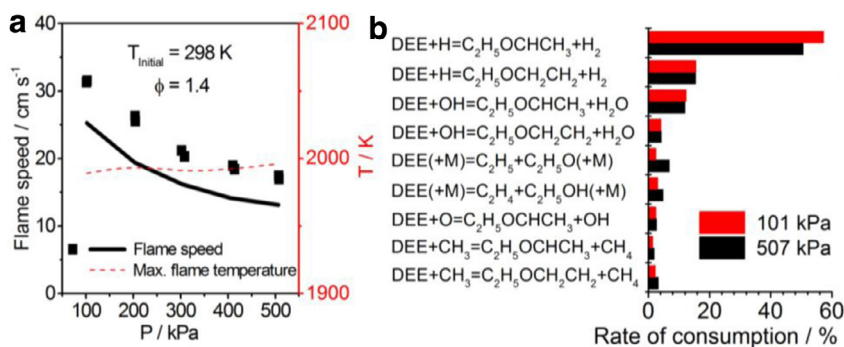 a
40
30
20
10
0
Flame speed / cm s⁻¹
T_Initial = 298 K
ϕ = 1.4
Flame speed
Max. flame temperature
100 200 300 400 500
P / kPa
2100
2000
1900
T / K
b
DEE+H=C₂H₅OCHCH₃+H₂
DEE+H=C₂H₅OCH₂CH₂+H₂
DEE+OH=C₂H₅OCHCH₃+H₂O
DEE+OH=C₂H₅OCH₂CH₂+H₂O
DEE(+M)=C₂H₅+C₂H₅O(+M)
DEE(+M)=C₂H₄+C₂H₅OH(+M)
DEE+O=C₂H₅OCHCH₃+OH
DEE+CH₃=C₂H₅OCHCH₃+CH₄
DEE+CH₃=C₂H₅OCH₂CH₂+CH₄
101 kPa
507 kPa
0 20 40 60
Rate of consumption / %